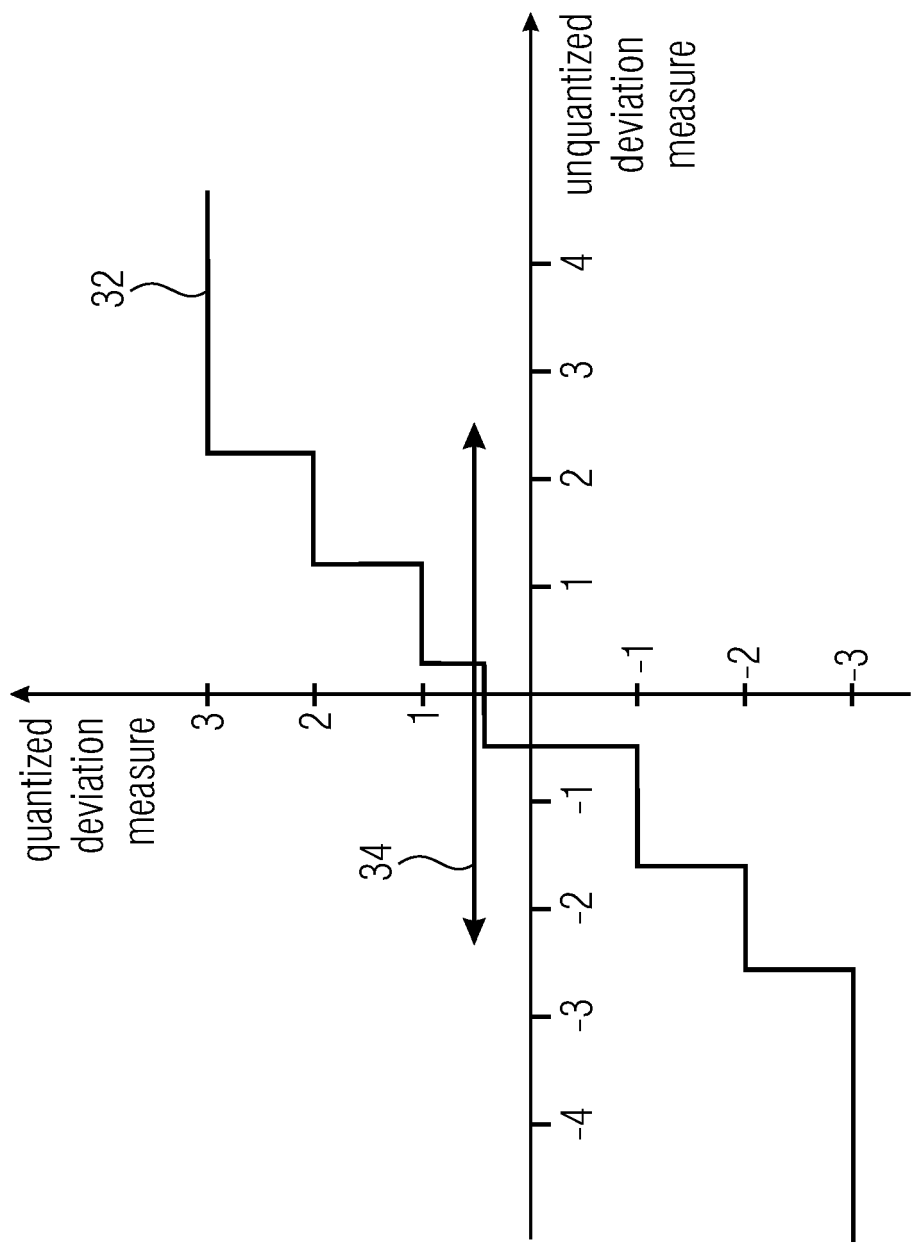 quantized
deviation
measure
32
3
2
1
34
-4
-3
-2
-1
1
2
3
4
unquantized
deviation
measure
-1
-2
-3